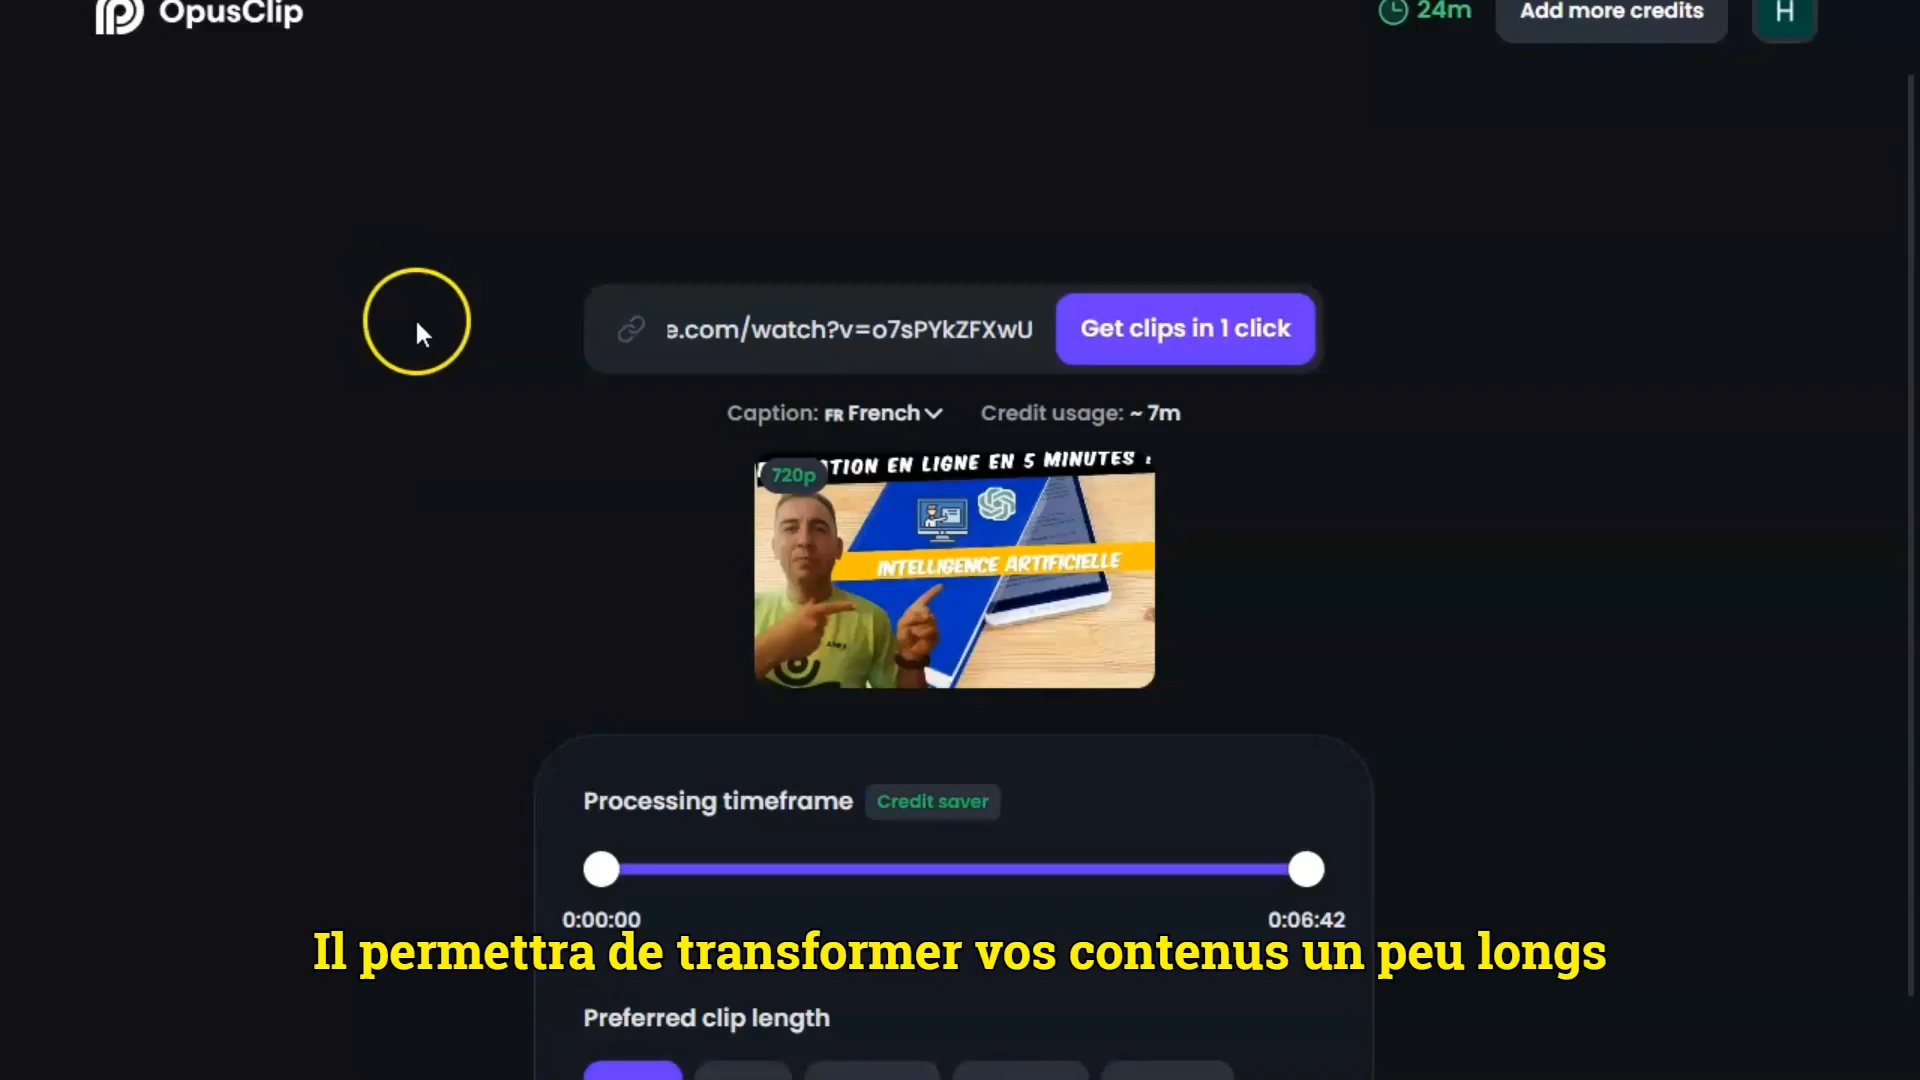 OpusClip
24m
Add more credits
H
e.com/watch?v=o7sPYkZFXwU
Get clips in 1 click
Caption: FR French
Credit usage: ~ 7m
720p
TION EN LIGNE EN 5 MINUTES
INTELLIGENCE ARTIFICIELLE
Processing timeframe
Credit saver
0:00:00
0:06:42
Il permettra de transformer vos contenus un peu longs
Preferred clip length